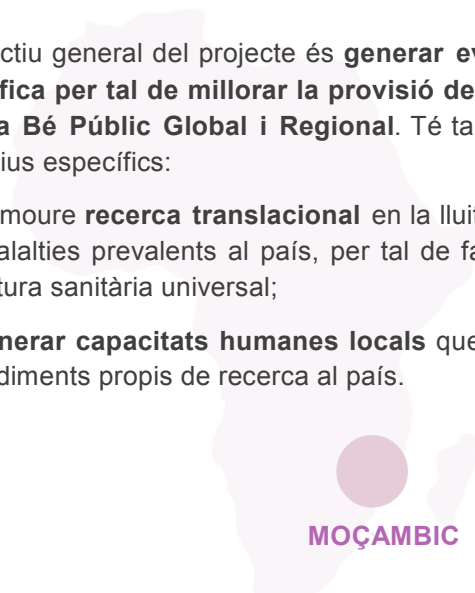 ctiu general del projecte és generar ev
fica per tal de millorar la provisió de
a Bé Públic Global i Regional. Té ta
ius específics:
moure recerca translacional en la lluit
alalties prevalents al país, per tal de fa
tura sanitària universal;
nerar capacitats humanes locals que
diments propis de recerca al país.
MOÇAMBIC